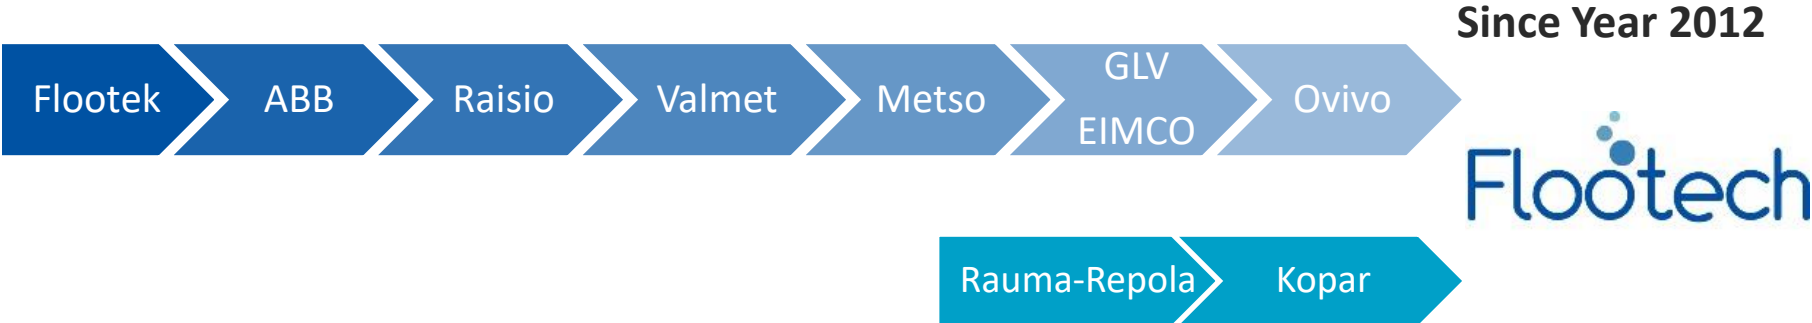 Since Year 2012
Flootek
ABB
Raisio
Valmet
Metso
GLV
EIMCO
Ovivo
Flootech
Rauma-Repola
Kopar